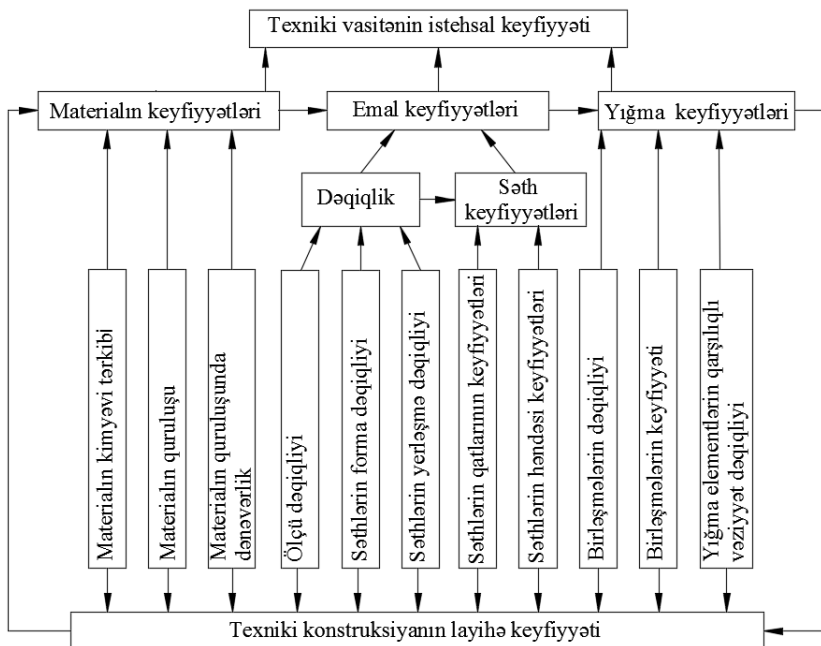 Texniki vasitənin istehsal keyfiyyəti
Materialın keyfiyyətləri
Emal keyfiyyətləri
Yığma keyfiyyətləri
Dəqiqlik
Səth
keyfiyyətləri
Materialın kimyəvi tərkibi
Materialın quruluşu
Materialın quruluşunda
dənəvərlik
Ölçü dəqiqliyi
Səthlərin forma dəqiqliyi
Səthlərin yerləşmə dəqiqliyi
Səthlərin qatlarının keyfiyyətləri
Səthlərin həndəsi keyfiyyətləri
Birləşmələrin dəqiqliyi
Birləşmələrin keyfiyyəti
Yığma elementlərin qarşılıqlı
vəziyyət dəqiqliyi
Texniki konstruksiyanın layihə keyfiyyəti